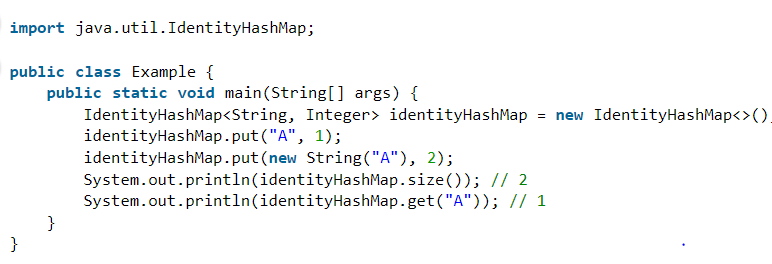 import java.util.IdentityHashMap;
public class Example {
    public static void main(String[] args) {
        IdentityHashMap<String, Integer> identityHashMap = new IdentityHashMap<>();
        identityHashMap.put("A", 1);
        identityHashMap.put(new String("A"), 2);
        System.out.println(identityHashMap.size()); // 2
        System.out.println(identityHashMap.get("A")); // 1
    }
}